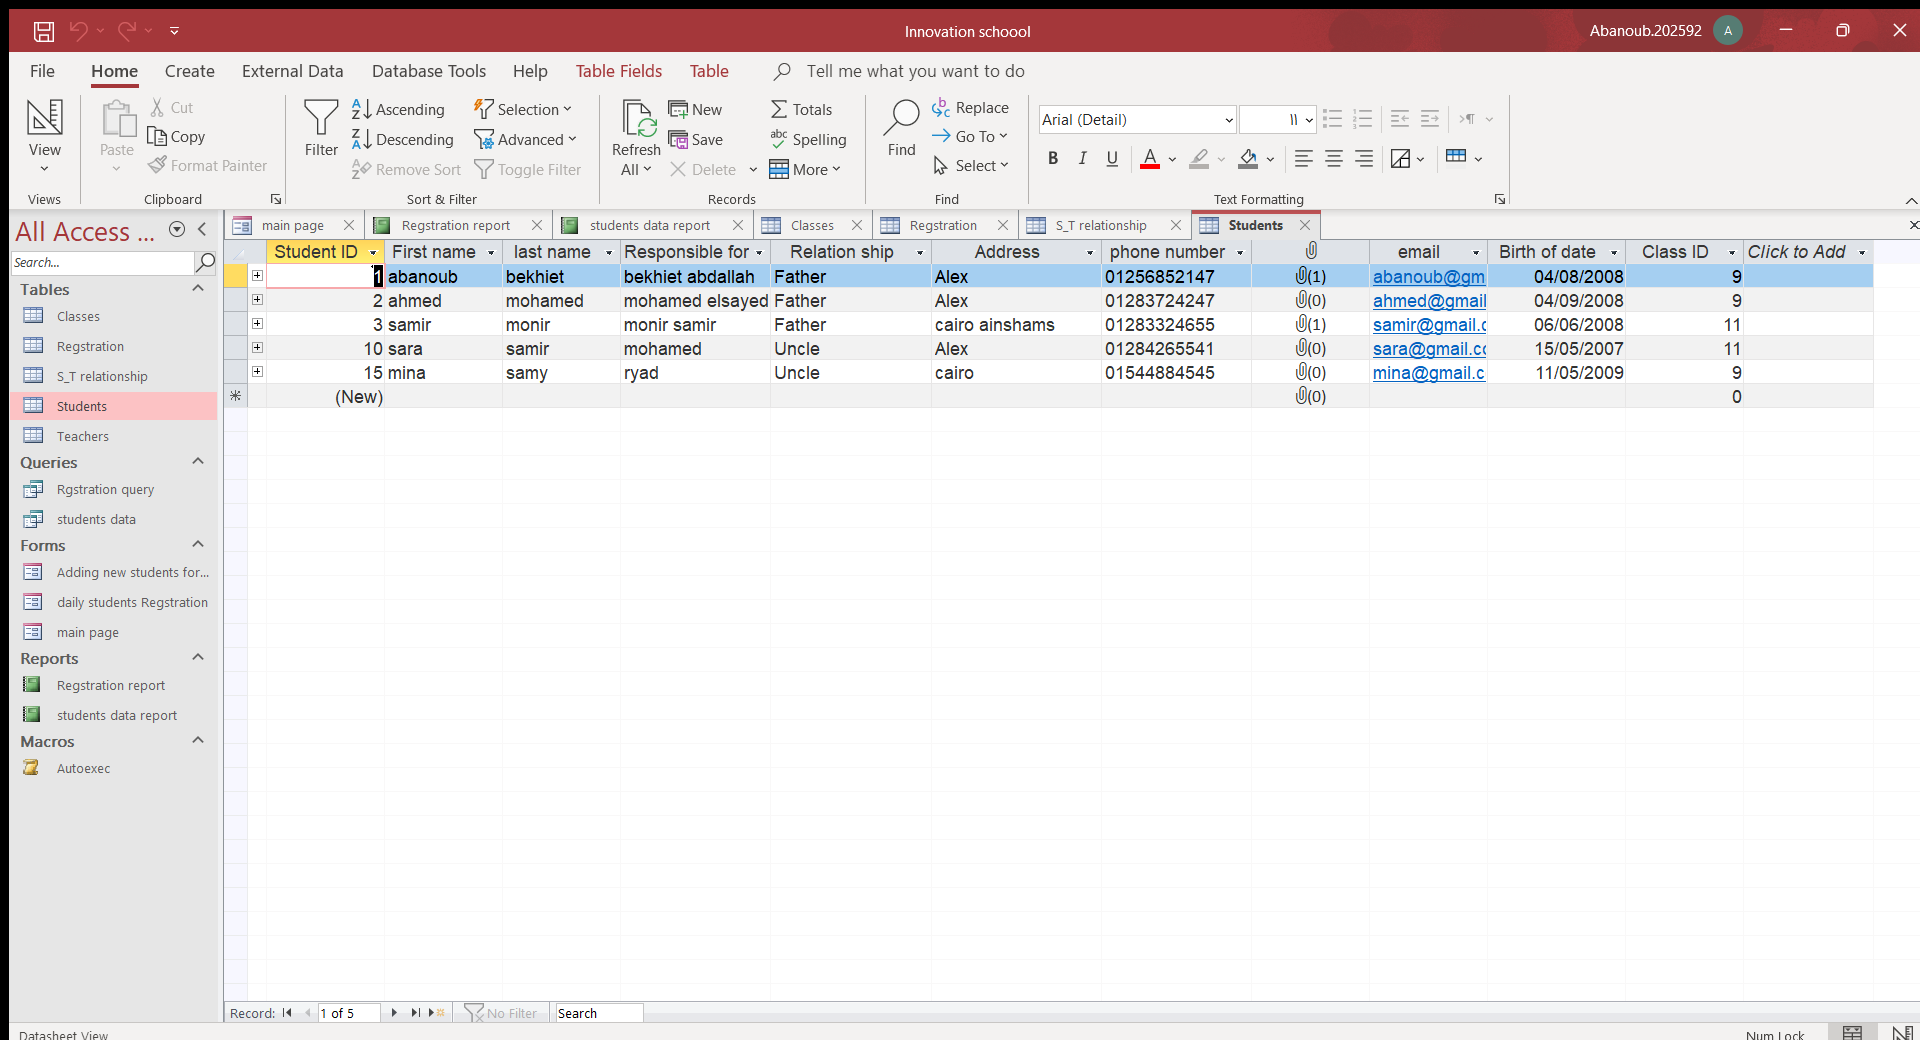 Innovation schoool
Abanoub.202592
A
File Home Create External Data Database Tools Help Table Fields Table Tell me what you want to do
View
Views
Paste
Cut
Copy
Format Painter
Clipboard
Filter
Ascending
Descending
Remove Sort
Selection
Advanced
Toggle Filter
Sort & Filter
Refresh
All
New
Save
Delete
Totals
Spelling
More
Records
Find
Replace
Go To
Select
Find
Arial (Detail)
11
B I U A
Text Formatting
All Access ...
Search...
Tables
Classes
Regstration
S_T relationship
Students
Teachers
Queries
Rgstration query
students data
Forms
Adding new students for...
daily students Regstration
main page
Reports
Regstration report
students data report
Macros
Autoexec
main page Regstration report students data report Classes Regstration S_T relationship Students
Student ID First name last name Responsible for Relation ship Address phone number email Birth of date Class ID Click to Add
1 abanoub bekhiet bekhiet abdallah Father Alex 01256852147 (1) abanoub@gm 04/08/2008 9
2 ahmed mohamed mohamed elsayed Father Alex 01283724247 (0) ahmed@gmail 04/09/2008 9
3 samir monir monir samir Father cairo ainshams 01283324655 (1) samir@gmail.c 06/06/2008 11
10 sara samir mohamed Uncle Alex 01284265541 (0) sara@gmail.co 15/05/2007 11
15 mina samy ryad Uncle cairo 01544884545 (0) mina@gmail.c 11/05/2009 9
(New) (0) 0
Record: 1 of 5 No Filter Search
Datasheet View
Num Lock